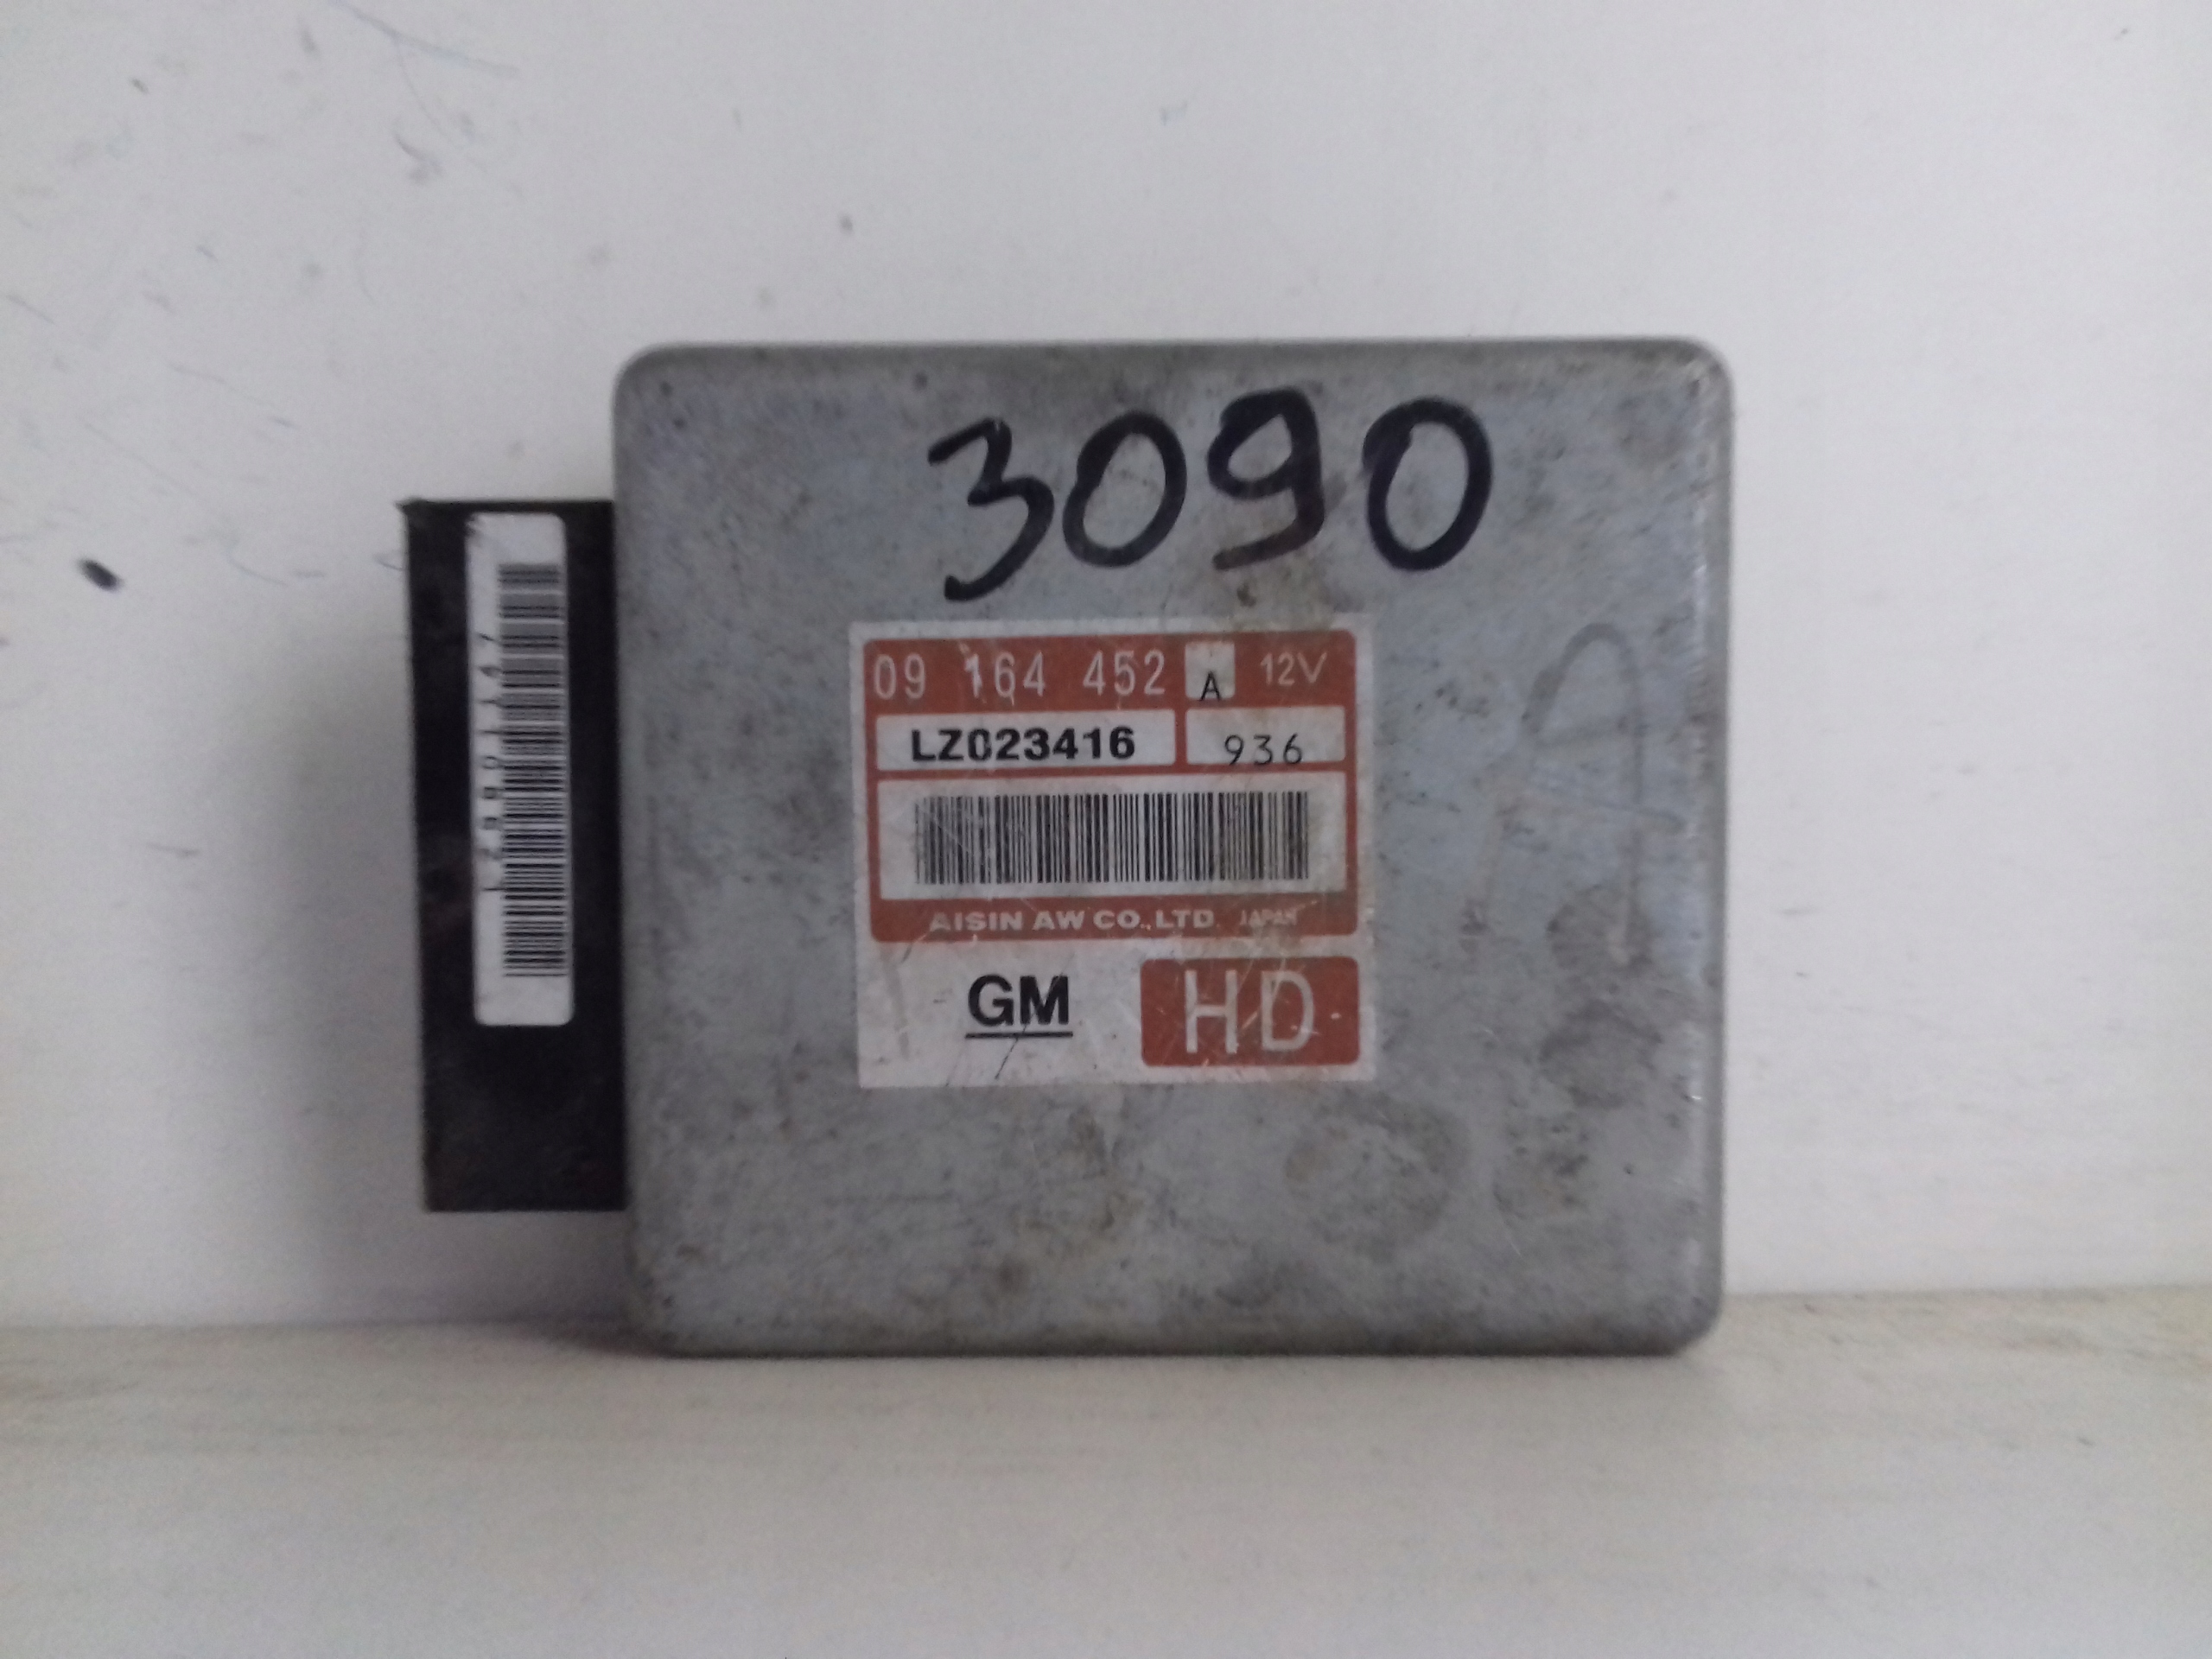 3090
09 164 452 A 12V
LZ023416 936
AISIN AW CO.,LTD. JAPAN
GM HD